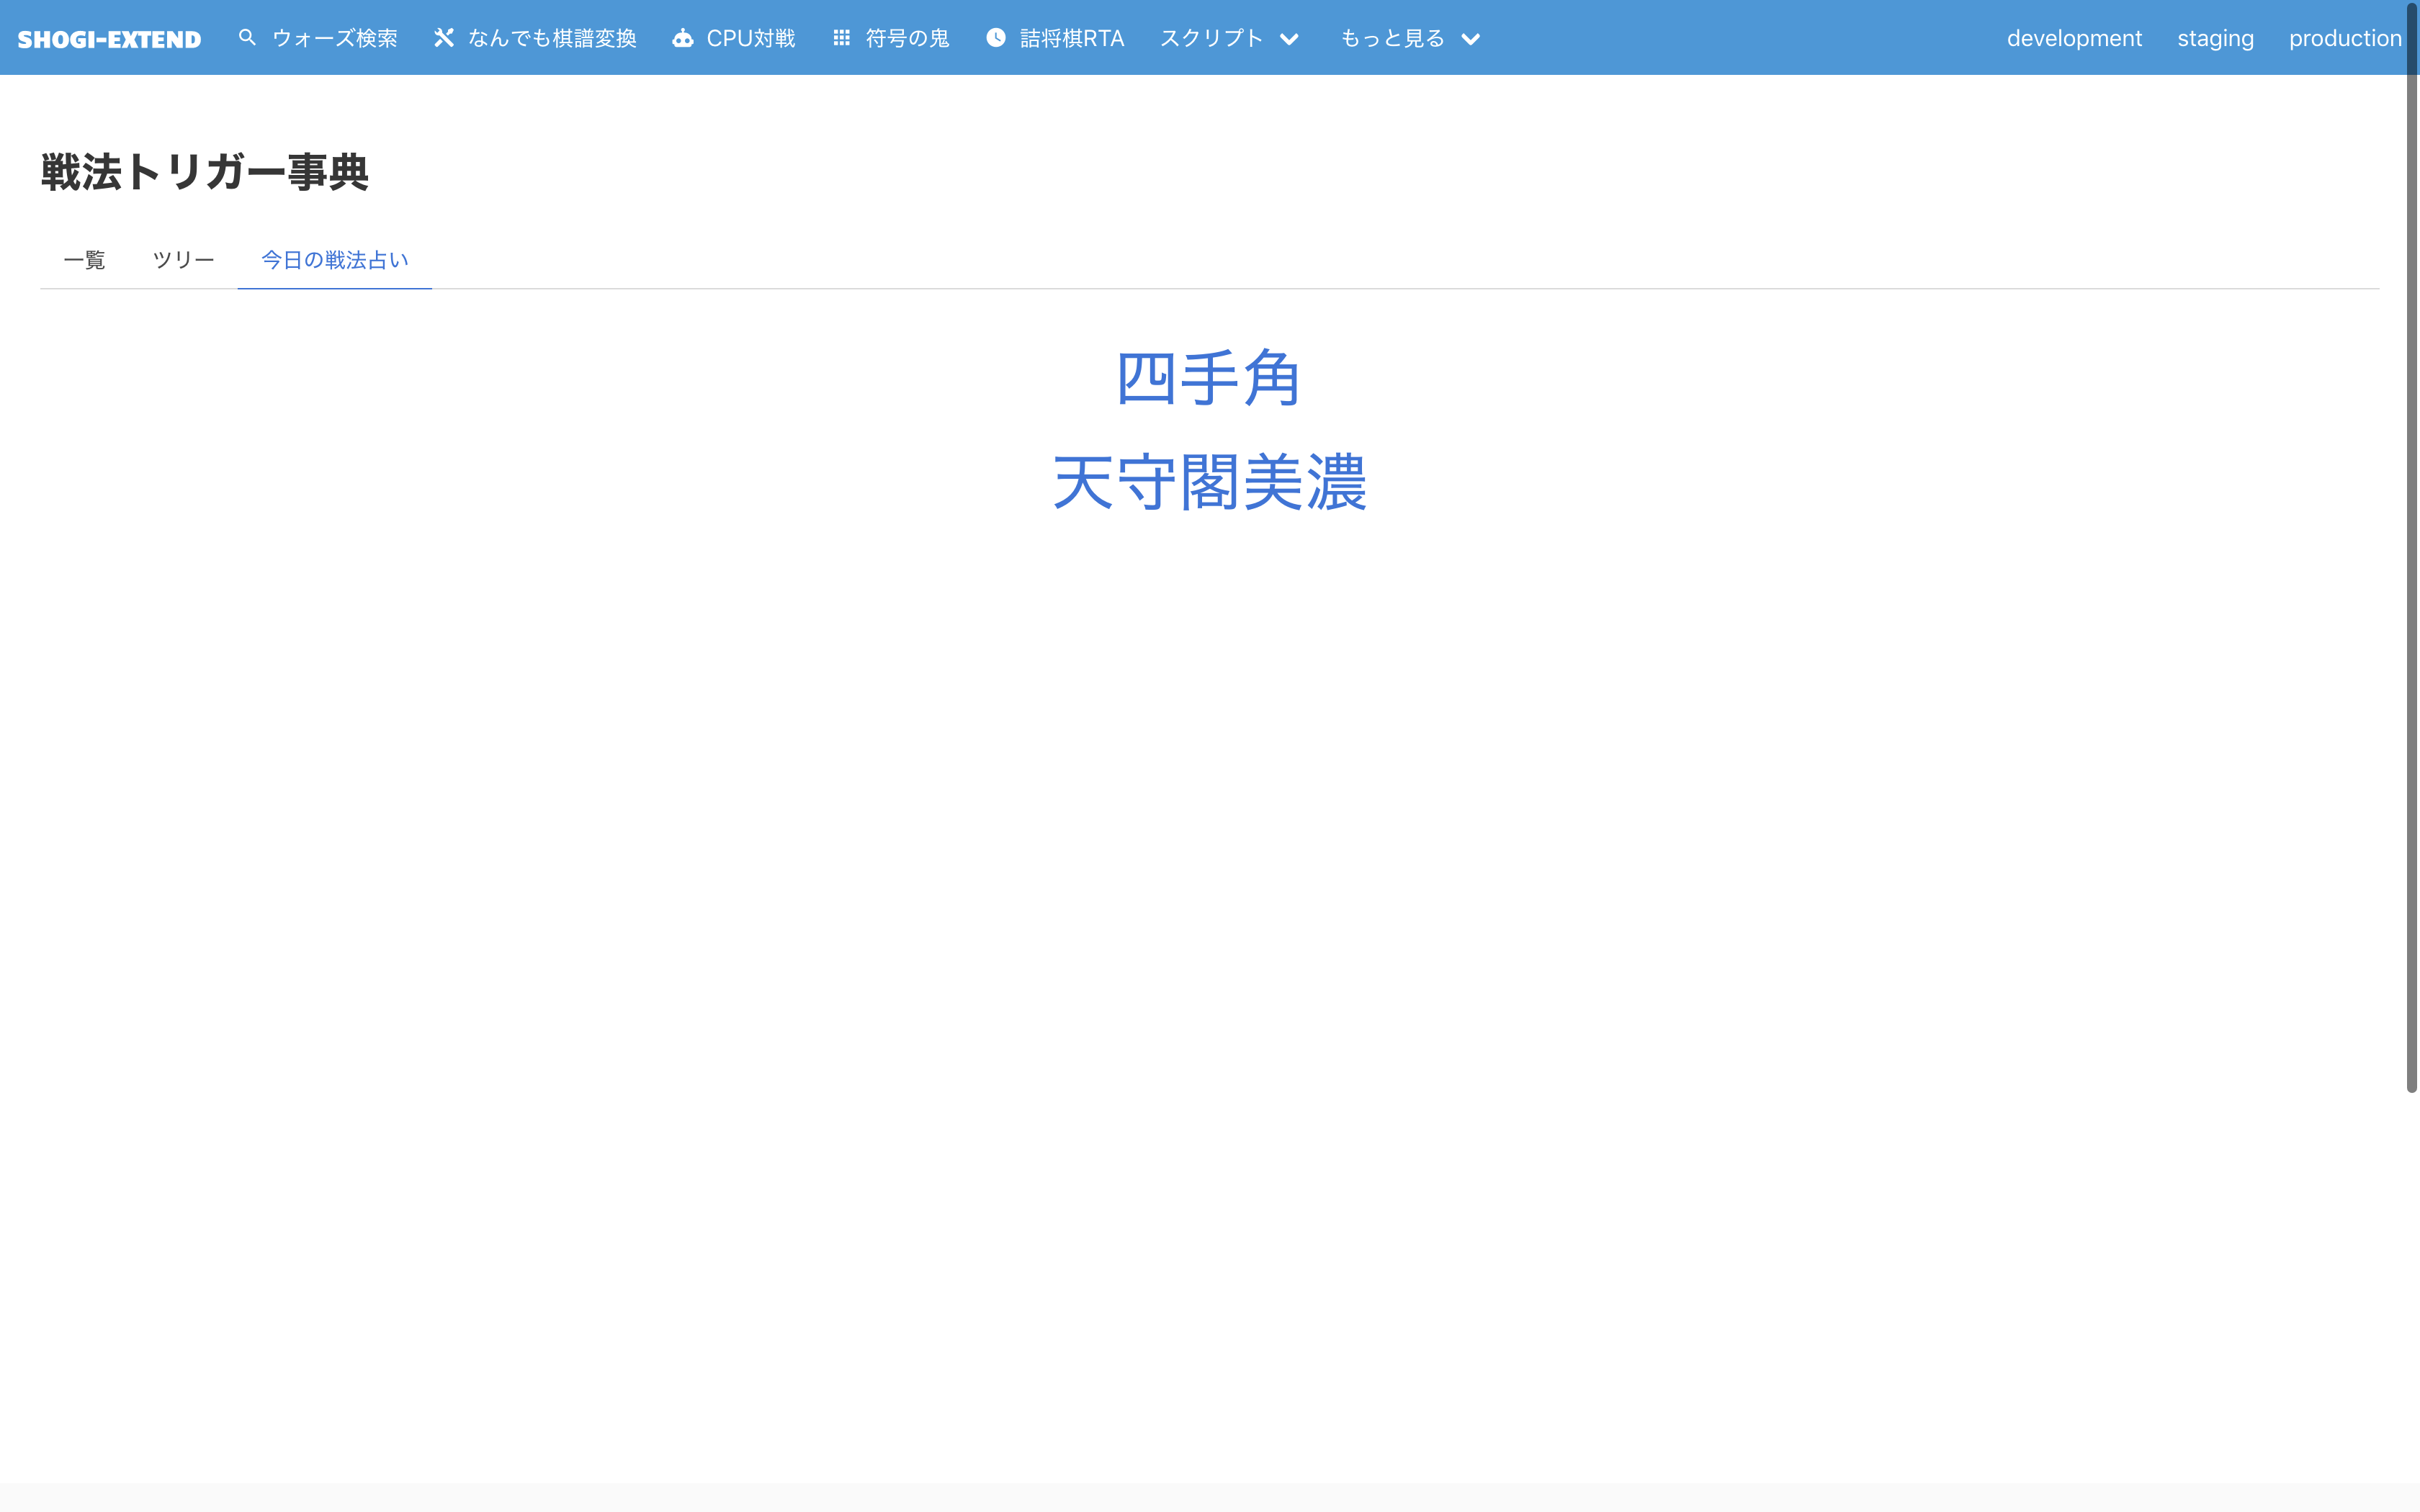 SHOGI-EXTEND ウォーズ検索 なんでも棋譜変換 CPU対戦 符号の鬼 詰将棋RTA スクリプト もっと見る development staging production
戦法トリガー事典
一覧 ツリー 今日の戦法占い
四手角
天守閣美濃